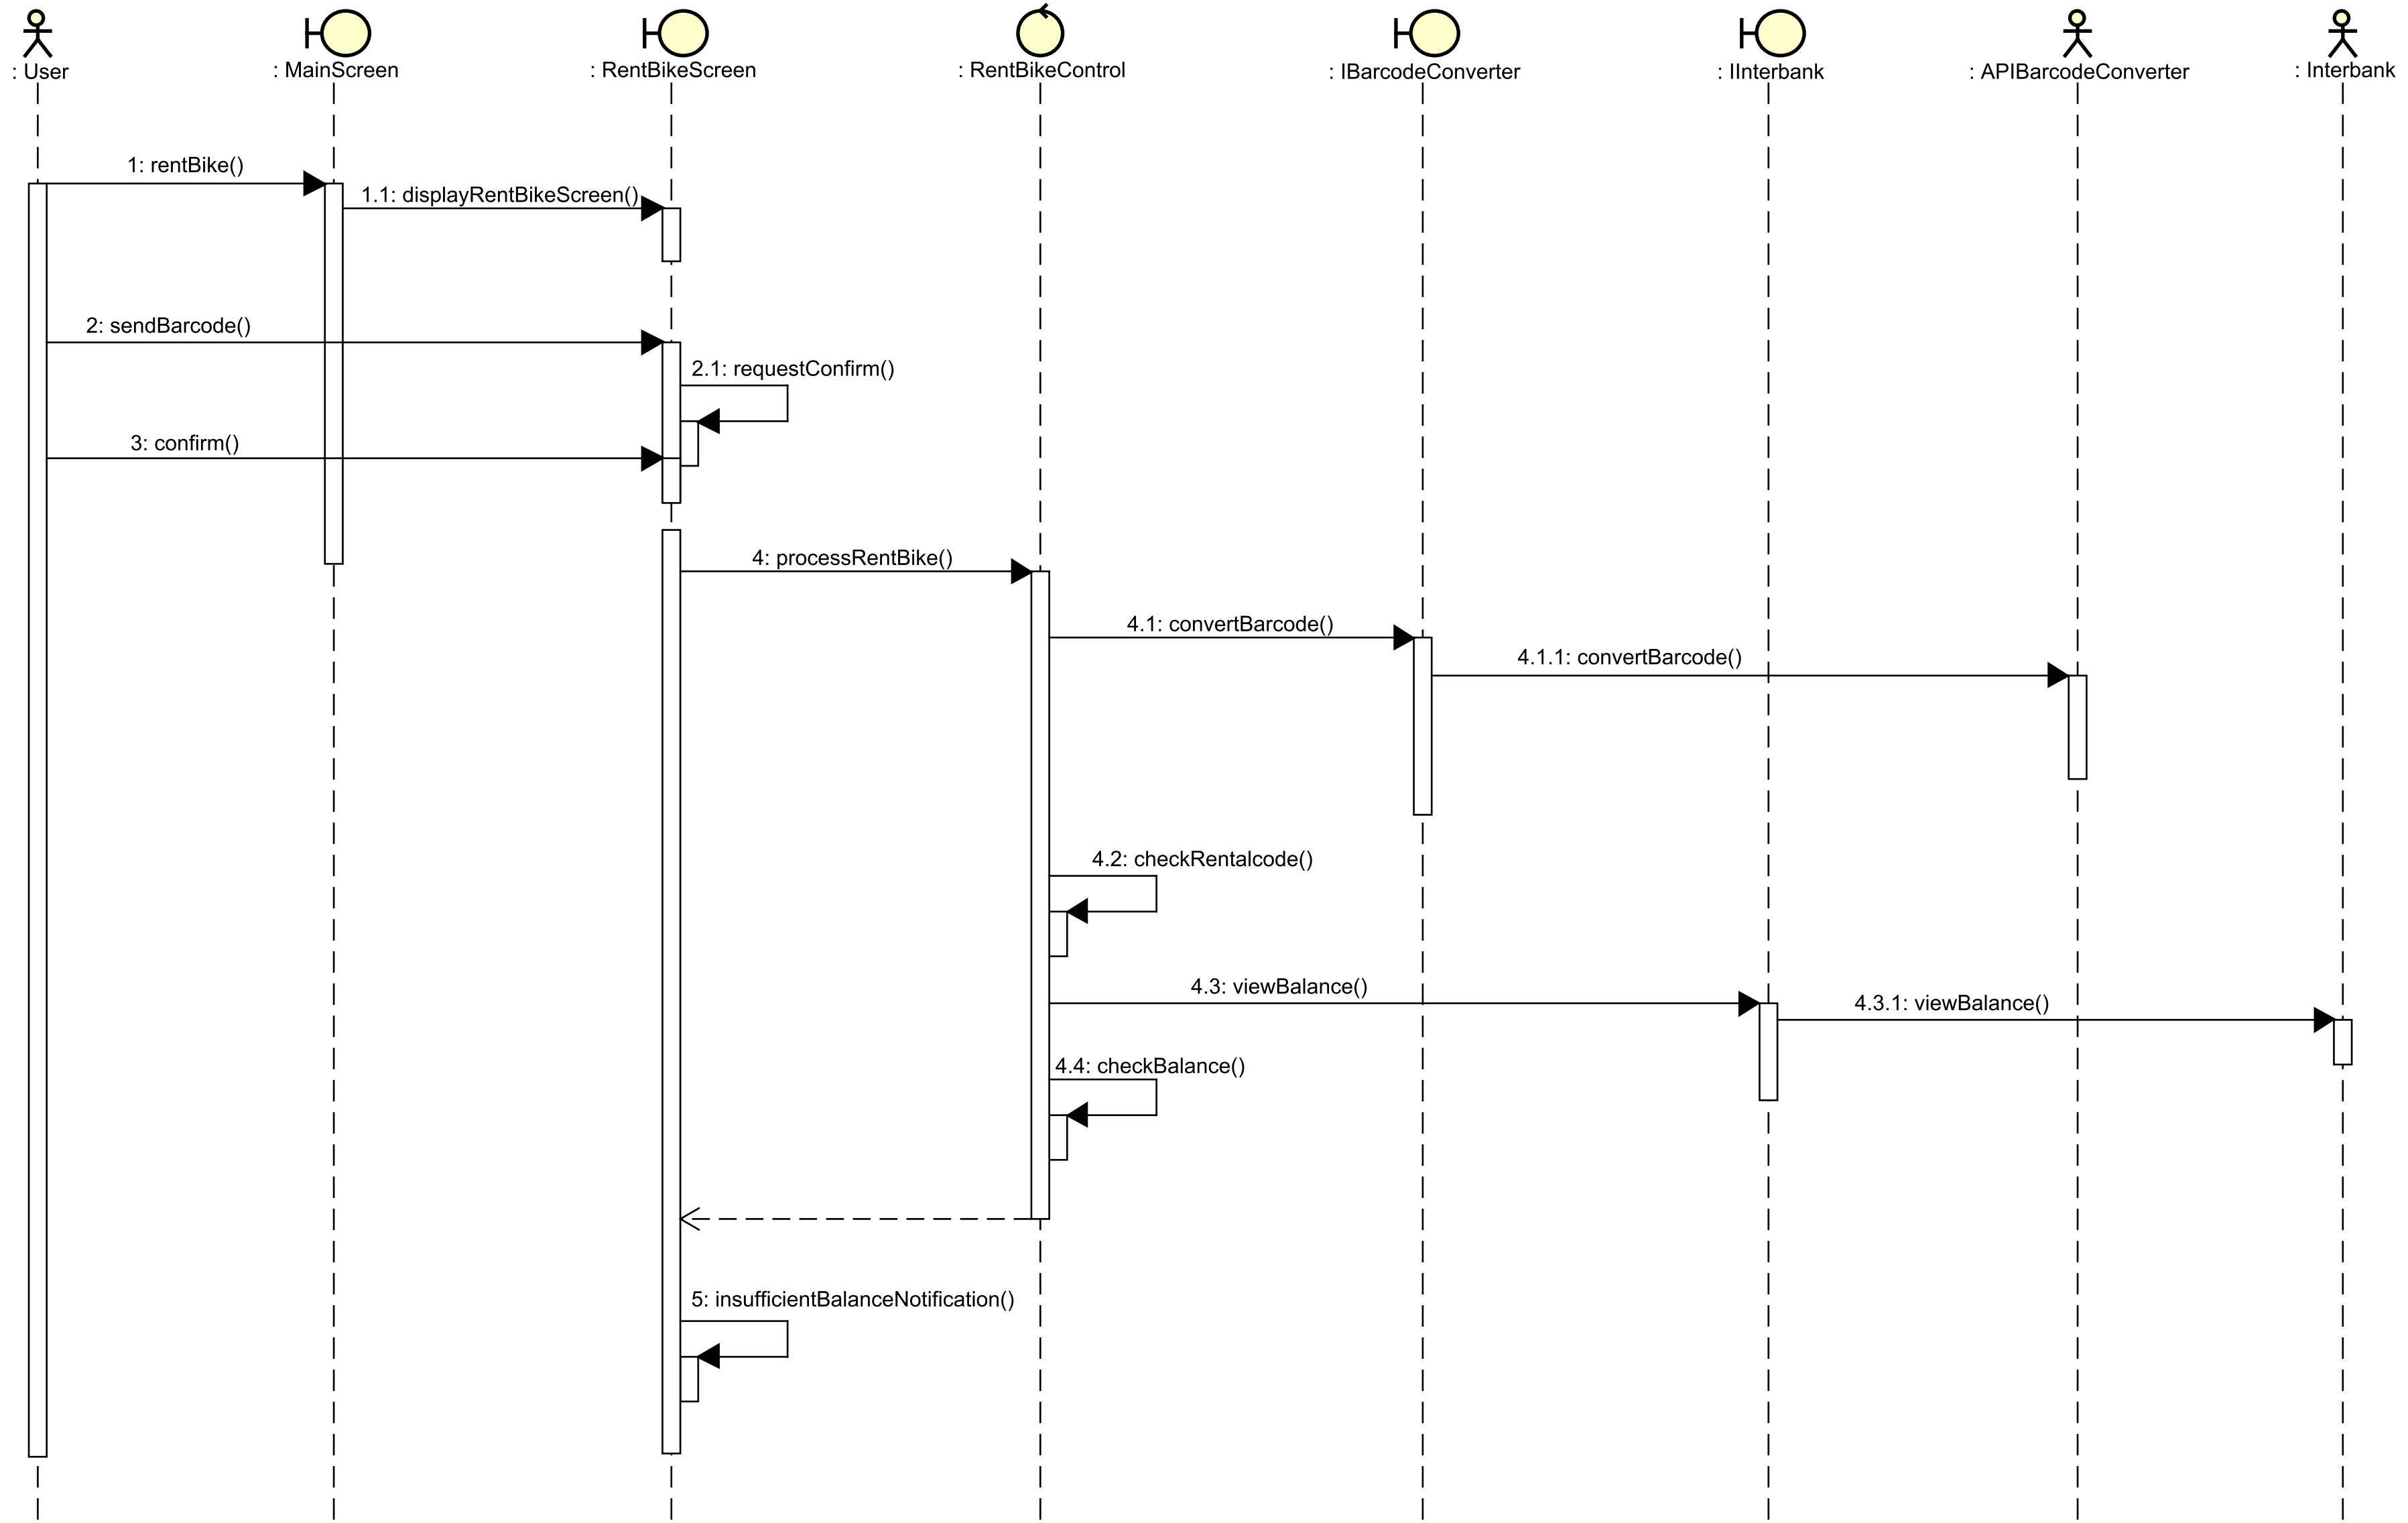 : User
: MainScreen
: RentBikeScreen
: RentBikeControl
: IBarcodeConverter
: IInterbank
: APIBarcodeConverter
: Interbank
1: rentBike()
1.1: displayRentBikeScreen()
2: sendBarcode()
2.1: requestConfirm()
3: confirm()
4: processRentBike()
4.1: convertBarcode()
4.1.1: convertBarcode()
4.2: checkRentalcode()
4.3: viewBalance()
4.3.1: viewBalance()
4.4: checkBalance()
5: insufficientBalanceNotification()